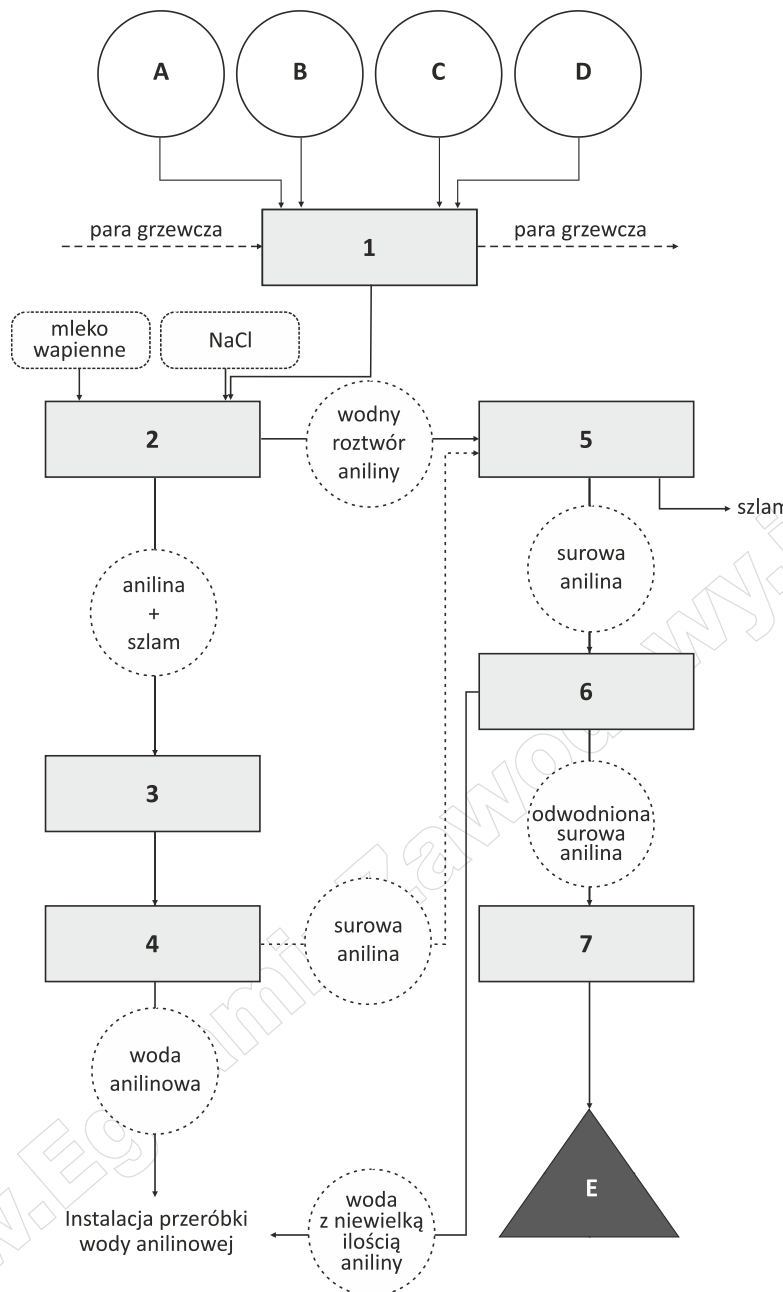 A
B
C
D
para grzewcza
1
para grzewcza
mleko
wapienne
NaCl
2
wodny
roztwór
aniliny
5
szlam
anilina
+
szlam
surowa
anilina
6
3
odwodniona
surowa
anilina
4
surowa
anilina
7
woda
anilinowa
E
Instalacja przeróbki
wody anilinowej
woda
z niewielką
ilością
aniliny